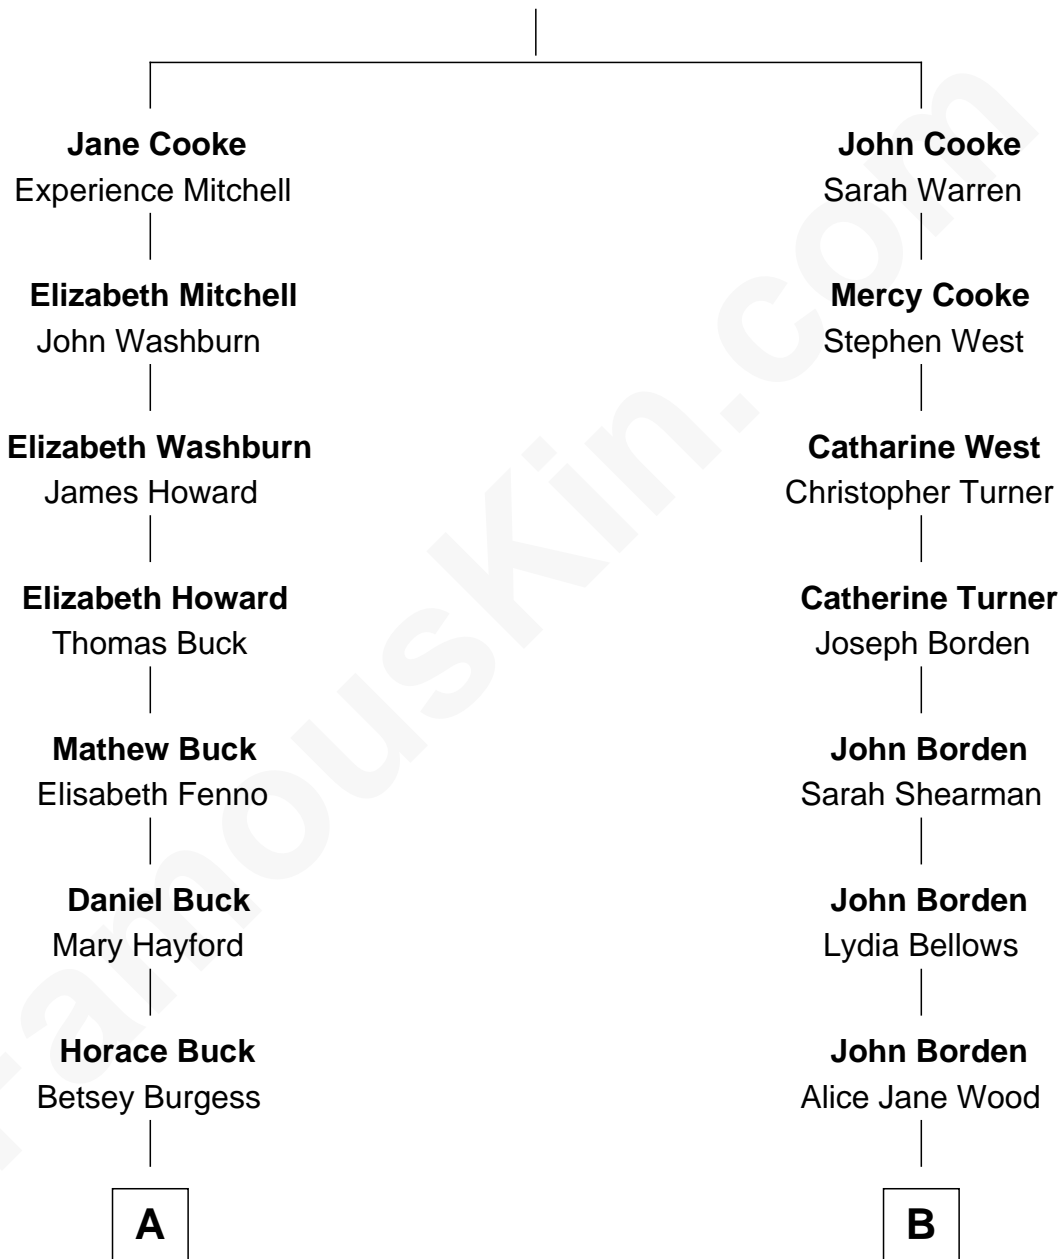 Jane Cooke
Experience Mitchell
Elizabeth Mitchell
John Washburn
Elizabeth Washburn
James Howard
Elizabeth Howard
Thomas Buck
Mathew Buck
Elisabeth Fenno
Daniel Buck
Mary Hayford
Horace Buck
Betsey Burgess
A
John Cooke
Sarah Warren
Mercy Cooke
Stephen West
Catharine West
Christopher Turner
Catherine Turner
Joseph Borden
John Borden
Sarah Shearman
John Borden
Lydia Bellows
John Borden
Alice Jane Wood
B
FamousKin.com